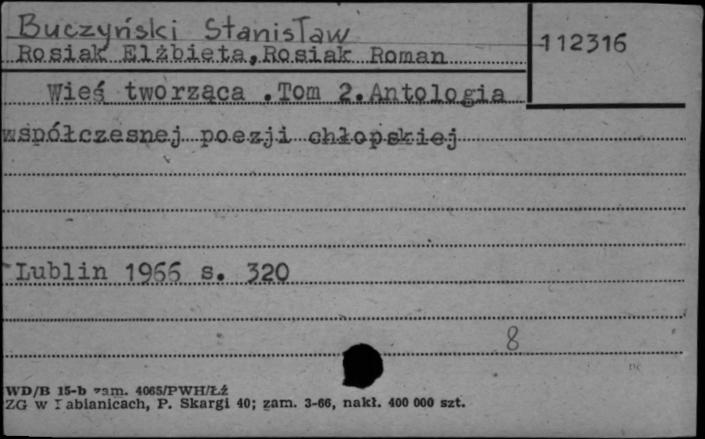 Buczyński Stanisław
Rosiak Elżbieta,Rosiak Roman
112316
Wieś tworząca .Tom 2.Antologia
współczesnej poezji chłopskiej
Lublin 1966 s. 320
8
WD/B 15-b zam. 4065/PWH/Łź
ZG w Pabianicach, P. Skargi 40; zam. 3-66, nakł. 400 000 szt.